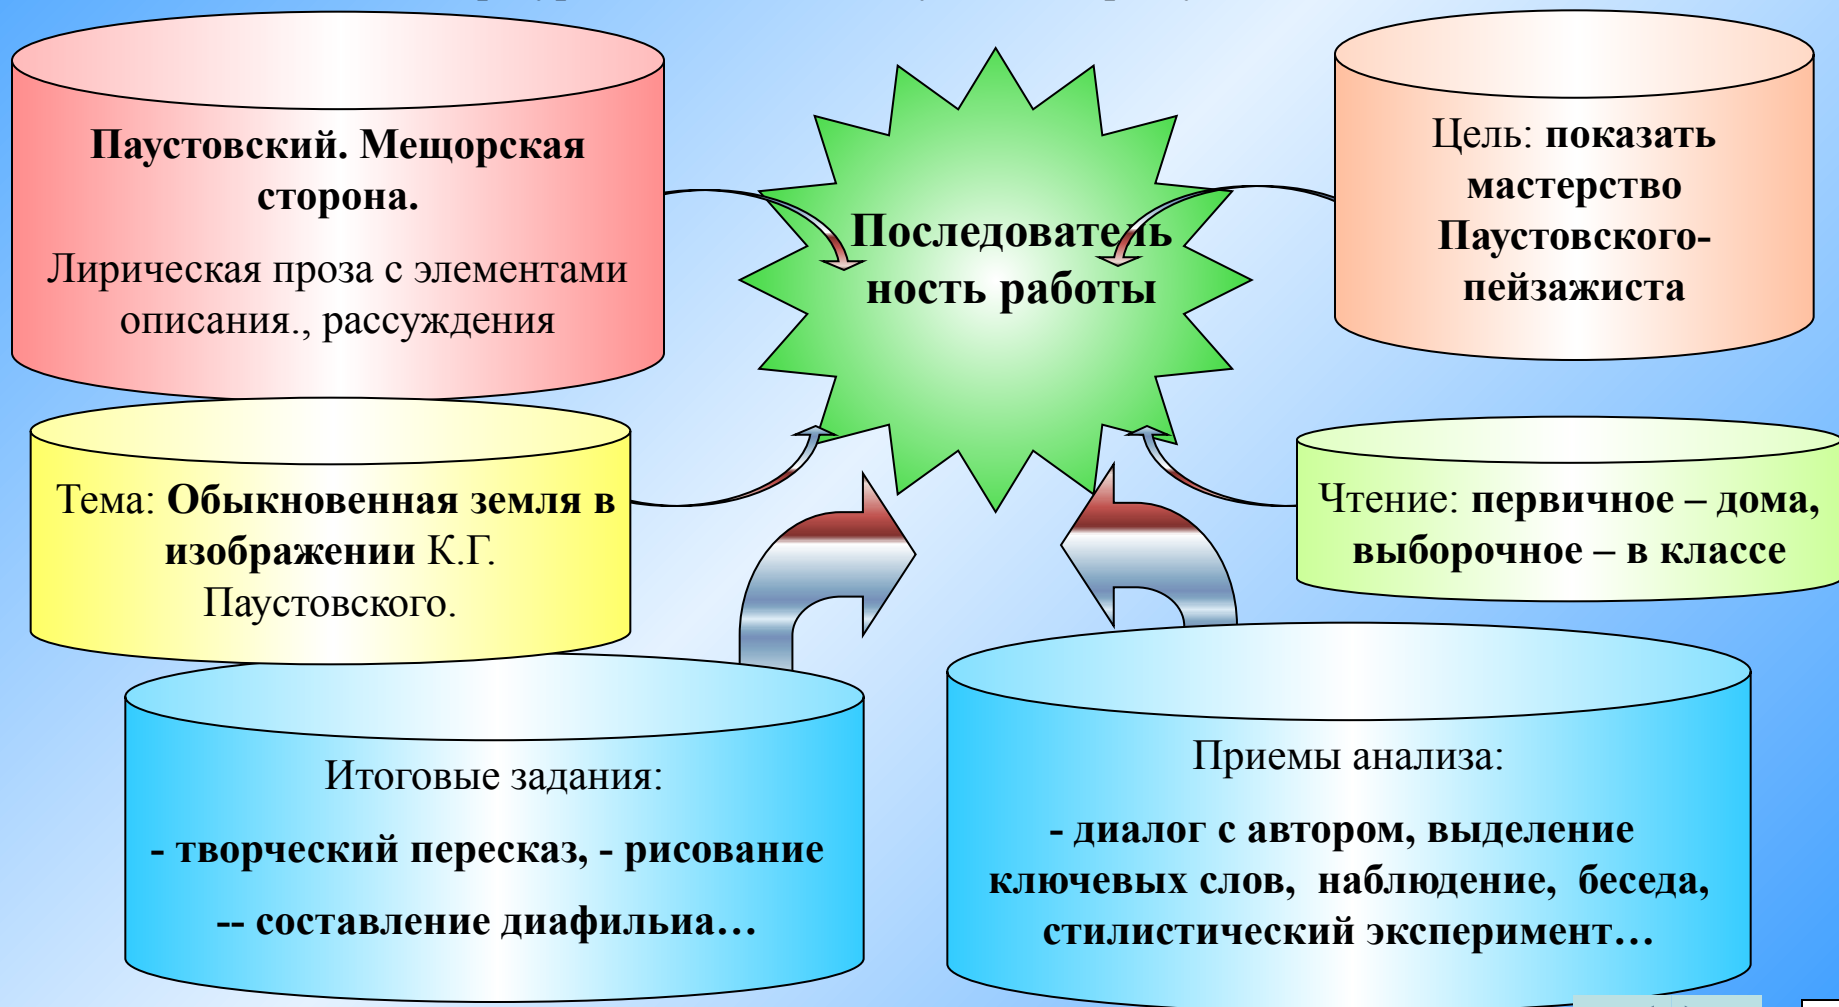 Паустовский. Мещорская
сторона.
Лирическая проза с элементами
описания., рассуждения
Последователь
ность работы
Цель: показать
мастерство
Паустовского-
пейзажиста
Тема: Обыкновенная земля в
изображении К.Г.
Паустовского.
Чтение: первичное – дома,
выборочное – в классе
Итоговые задания:
- творческий пересказ, - рисование
-- составление диафильиа…
Приемы анализа:
- диалог с автором, выделение
ключевых слов, наблюдение, беседа,
стилистический эксперимент…